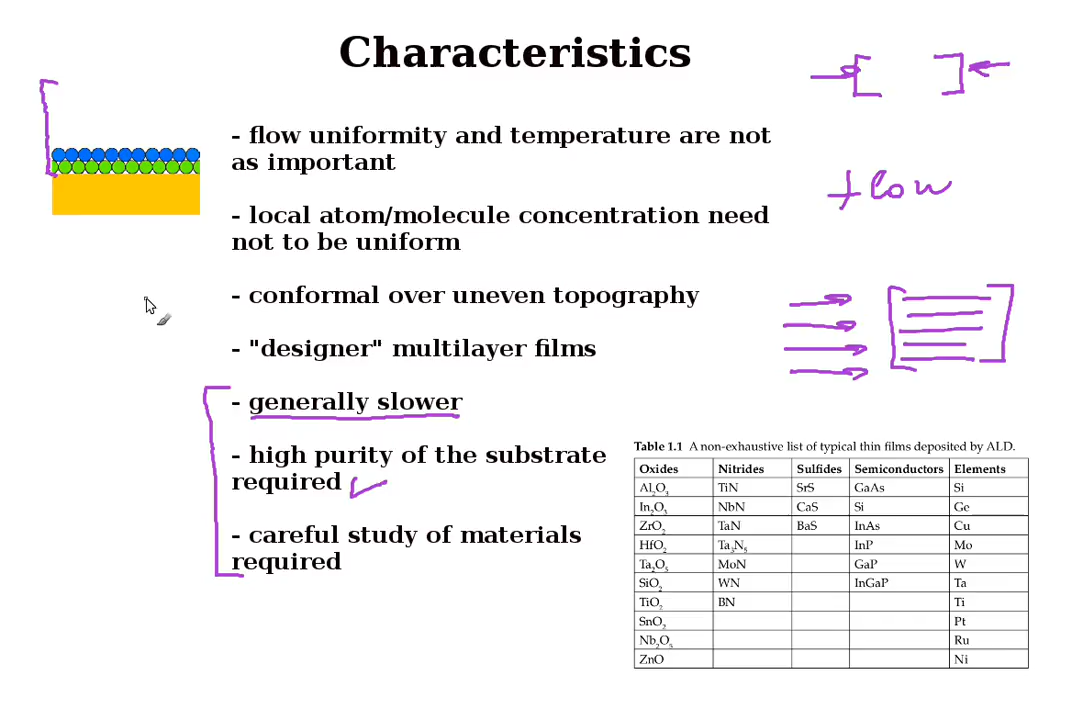 Characteristics
- flow uniformity and temperature are not
as important
- local atom/molecule concentration need
not to be uniform
- conformal over uneven topography
- "designer" multilayer films
- generally slower
- high purity of the substrate
required
- careful study of materials
required
flow
Table 1.1 A non-exhaustive list of typical thin films deposited by ALD.
Oxides Nitrides Sulfides Semiconductors Elements
Al₂O₃ TiN SrS GaAs Si
In₂O₃ NbN CaS Si Ge
ZrO₂ TaN BaS InAs Cu
HfO₂ Ta₃N₅ InP Mo
Ta₂O₅ MoN GaP W
SiO₂ WN InGaP Ta
TiO₂ BN Ti
SnO₂ Pt
Nb₂O₅ Ru
ZnO Ni